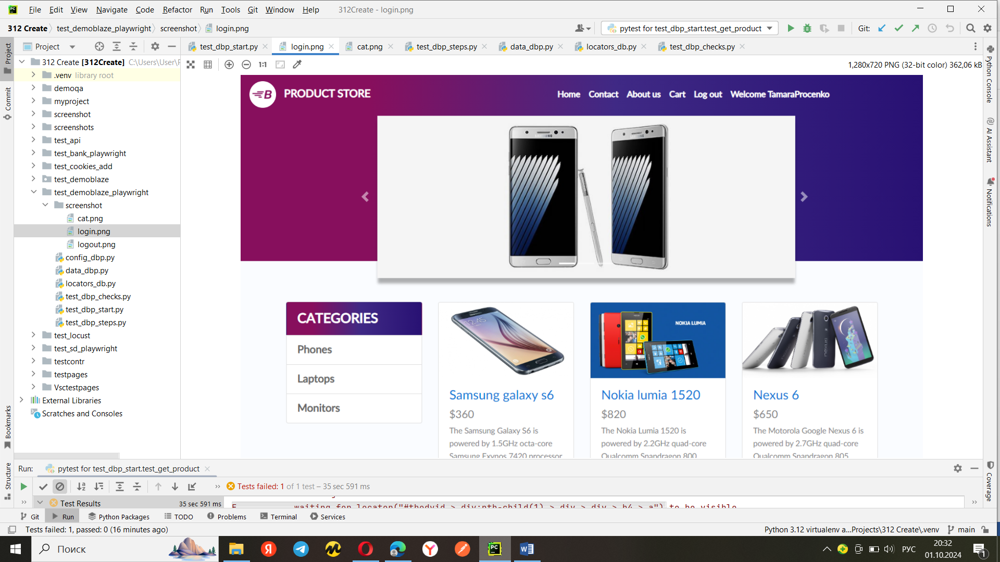 File Edit View Navigate Code Refactor Run Tools Git Window Help 312Create - login.png
312 Create test_demoblaze_playwright screenshot login.png pytest for test_dbp_start.test_get_product Git:
Project test_dbp_start.py login.png cat.png test_dbp_steps.py data_dbp.py locators_db.py test_dbp_checks.py
1:1 1,280x720 PNG (32-bit color) 362,06 kB
Project
Commit
Bookmarks
Structure
312 Create [312Create] C:\Users\User\
.venv library root
demoqa
myproject
screenshot
screenshots
test_api
test_bank_playwright
test_cookies_add
test_demoblaze
test_demoblaze_playwright
screenshot
cat.png
login.png
logout.png
config_dbp.py
data_dbp.py
locators_db.py
test_dbp_checks.py
test_dbp_start.py
test_dbp_steps.py
test_locust
test_sd_playwright
testcontr
testpages
Vsctestpages
External Libraries
Scratches and Consoles
B PRODUCT STORE Home Contact About us Cart Log out Welcome TamaraProcenko
SAMSUNG SAMSUNG
CATEGORIES
Phones
Laptops
Monitors
12:45
Samsung galaxy s6
$360
The Samsung Galaxy S6 is
powered by 1.5GHz octa-core
Samsung Exynos 7420 processor
NOKIA LUMIA
Nokia lumia 1520
$820
The Nokia Lumia 1520 is
powered by 2.2GHz quad-core
Qualcomm Snapdragon 800
nexus
Nexus 6
$650
The Motorola Google Nexus 6 is
powered by 2.7GHz quad-core
Qualcomm Snapdragon 805
Python Console
AI Assistant
Notifications
Coverage
Run: pytest for test_dbp_start.test_get_product
Tests failed: 1 of 1 test – 35 sec 591 ms
Test Results 35 sec 591 ms
E waiting for locator("#tbodyid > div:nth-child(1) > div > div > h4 > a") to be visible
Git Run Python Packages TODO Problems Terminal Services
Tests failed: 1, passed: 0 (16 minutes ago) Python 3.12 virtualenv a...Projects\312 Create\.venv main
Поиск РУС 20:32
01.10.2024 1